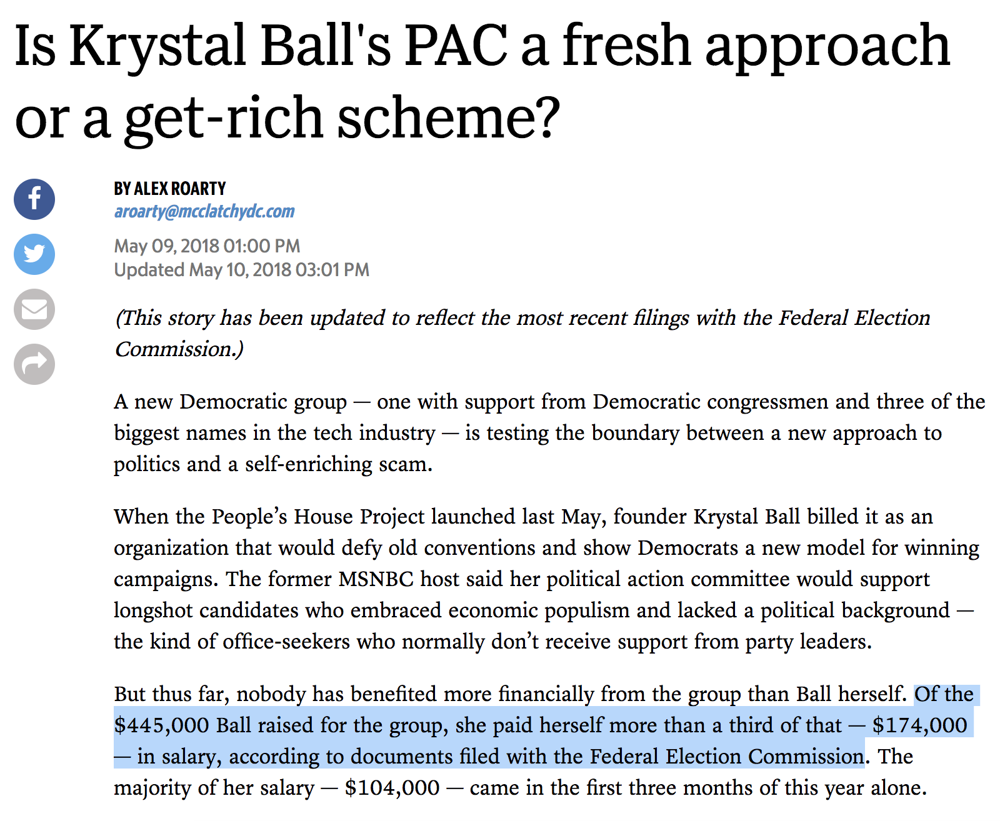 Is Krystal Ball's PAC a fresh approach
or a get-rich scheme?
BY ALEX ROARTY
aroarty@mcclatchydc.com
May 09, 2018 01:00 PM
Updated May 10, 2018 03:01 PM
(This story has been updated to reflect the most recent filings with the Federal Election
Commission.)
A new Democratic group — one with support from Democratic congressmen and three of the
biggest names in the tech industry — is testing the boundary between a new approach to
politics and a self-enriching scam.
When the People’s House Project launched last May, founder Krystal Ball billed it as an
organization that would defy old conventions and show Democrats a new model for winning
campaigns. The former MSNBC host said her political action committee would support
longshot candidates who embraced economic populism and lacked a political background —
the kind of office-seekers who normally don’t receive support from party leaders.
But thus far, nobody has benefited more financially from the group than Ball herself. Of the
$445,000 Ball raised for the group, she paid herself more than a third of that — $174,000
— in salary, according to documents filed with the Federal Election Commission. The
majority of her salary — $104,000 — came in the first three months of this year alone.